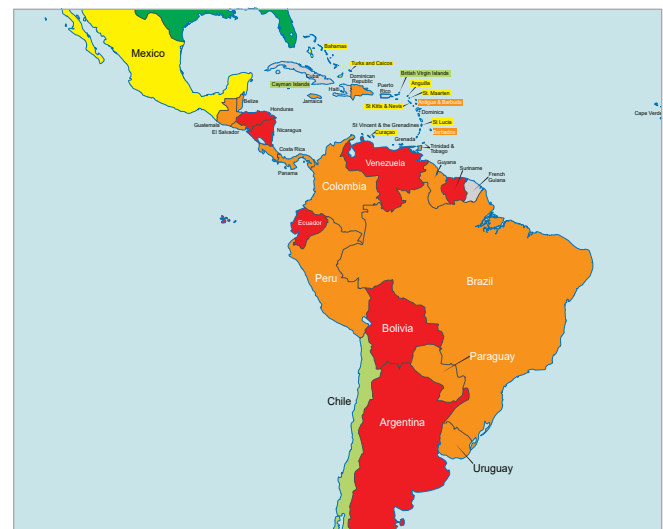 Mexico
Bahamas
Turks and Caicos
Cuba
Cayman Islands
Dominican
Republic
Haiti
Jamaica
Puerto
Rico
British Virgin Islands
Anguilla
St. Maarten
St Kitts & Nevis
Antigua & Barbuda
Dominica
St Lucia
Barbados
St Vincent & the Grenadines
Curaçao
Grenada
Trinidad &
Tobago
Cape Verde
Belize
Honduras
Guatemala
El Salvador
Nicaragua
Costa Rica
Panama
Venezuela
Guyana
Suriname
French
Guiana
Colombia
Ecuador
Peru
Brazil
Bolivia
Paraguay
Chile
Argentina
Uruguay